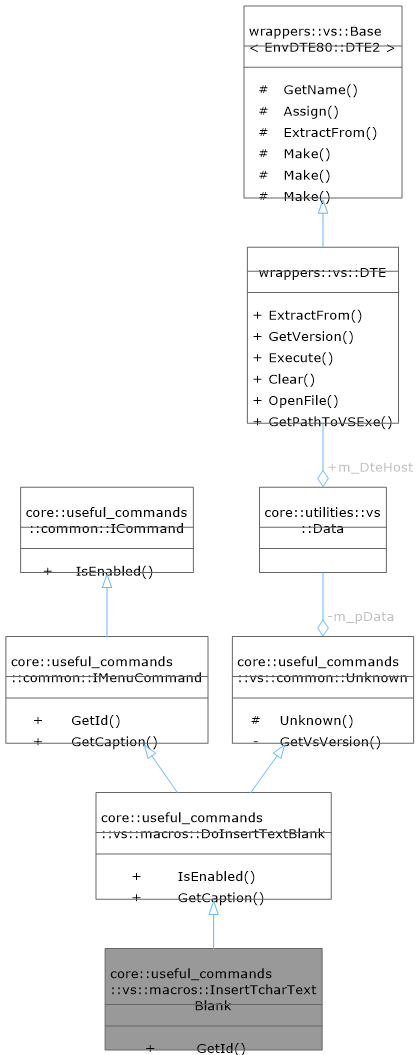 wrappers::vs::Base
< EnvDTE80::DTE2 >
# GetName()
# Assign()
# ExtractFrom()
# Make()
# Make()
# Make()
wrappers::vs::DTE
+ ExtractFrom()
+ GetVersion()
+ Execute()
+ Clear()
+ OpenFile()
+ GetPathToVSExe()
+m_DteHost
core::useful_commands
::common::ICommand
+ IsEnabled()
core::utilities::vs
::Data
-m_pData
core::useful_commands
::common::IMenuCommand
+ GetId()
+ GetCaption()
core::useful_commands
::vs::common::Unknown
# Unknown()
- GetVsVersion()
core::useful_commands
::vs::macros::DoInsertTextBlank
+ IsEnabled()
+ GetCaption()
core::useful_commands
::vs::macros::InsertTcharText
Blank
+ GetId()